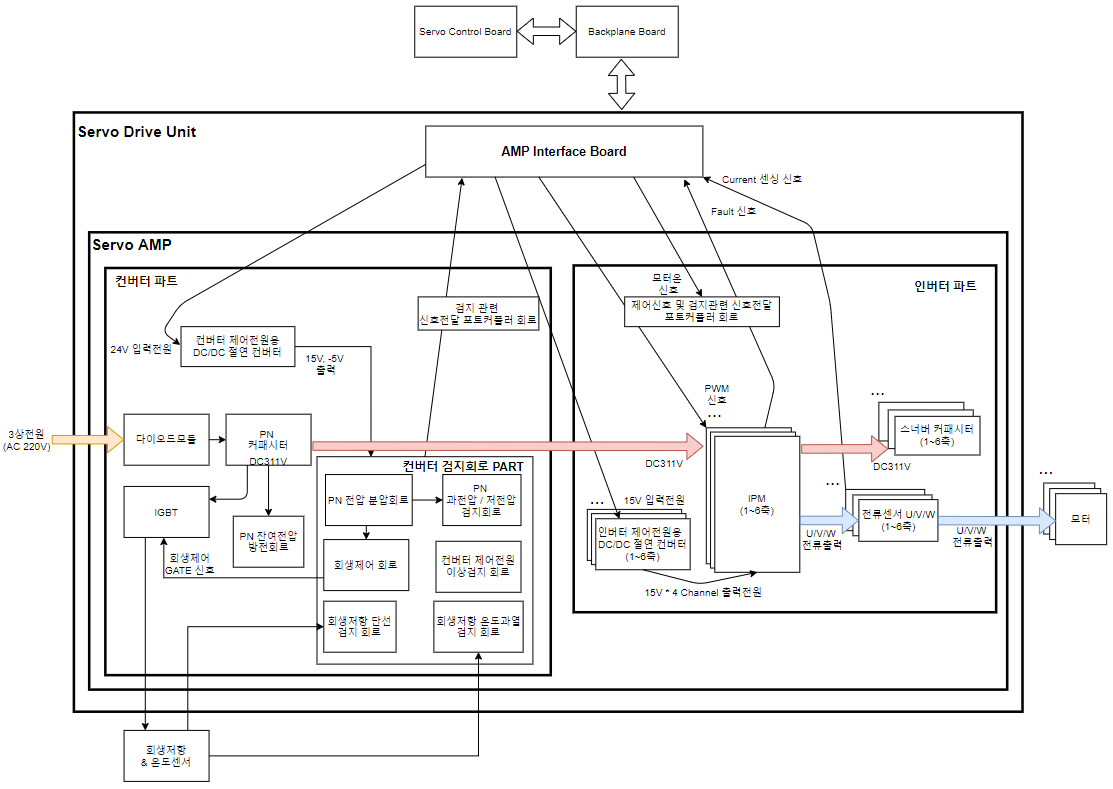 Servo Control Board
Backplane Board
Servo Drive Unit
AMP Interface Board
Current 센싱 신호
Fault 신호
Servo AMP
컨버터 파트
인버터 파트
모터온
신호
검지 관련
신호전달 포토커플러 회로
제어신호 및 검지관련 신호전달
포토커플러 회로
24V 입력전원
컨버터 제어전원용
DC/DC 절연 컨버터
15V, -5V
출력
PWM
신호
...
...
3상전원
(AC 220V)
다이오드모듈
PN
커패시터
DC311V
DC311V
스너버 커패시터
(1~6축)
DC311V
컨버터 검지회로 PART
IGBT
PN 전압 분압회로
PN
과전압 / 저전압
검지회로
...
15V 입력전원
IPM
(1~6축)
...
전류센서 U/V/W
(1~6축)
...
모터
PN 잔여전압
방전회로
인버터 제어전원용
DC/DC 절연 컨버터
(1~6축)
U/V/W
전류출력
U/V/W
전류출력
회생제어
GATE 신호
회생제어 회로
컨버터 제어전원
이상검지 회로
15V * 4 Channel 출력전원
회생저항 단선
검지 회로
회생저항 온도과열
검지 회로
회생저항
& 온도센서